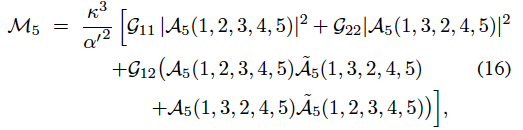 𝓜₅ = κ³/α′² [𝒢₁₁ |𝒜₅(1, 2, 3, 4, 5)|² + 𝒢₂₂|𝒜₅(1, 3, 2, 4, 5)|²
+𝒢₁₂(𝒜₅(1, 2, 3, 4, 5)𝒜̃₅(1, 3, 2, 4, 5) (16)
+𝒜₅(1, 3, 2, 4, 5)𝒜̃₅(1, 2, 3, 4, 5))],